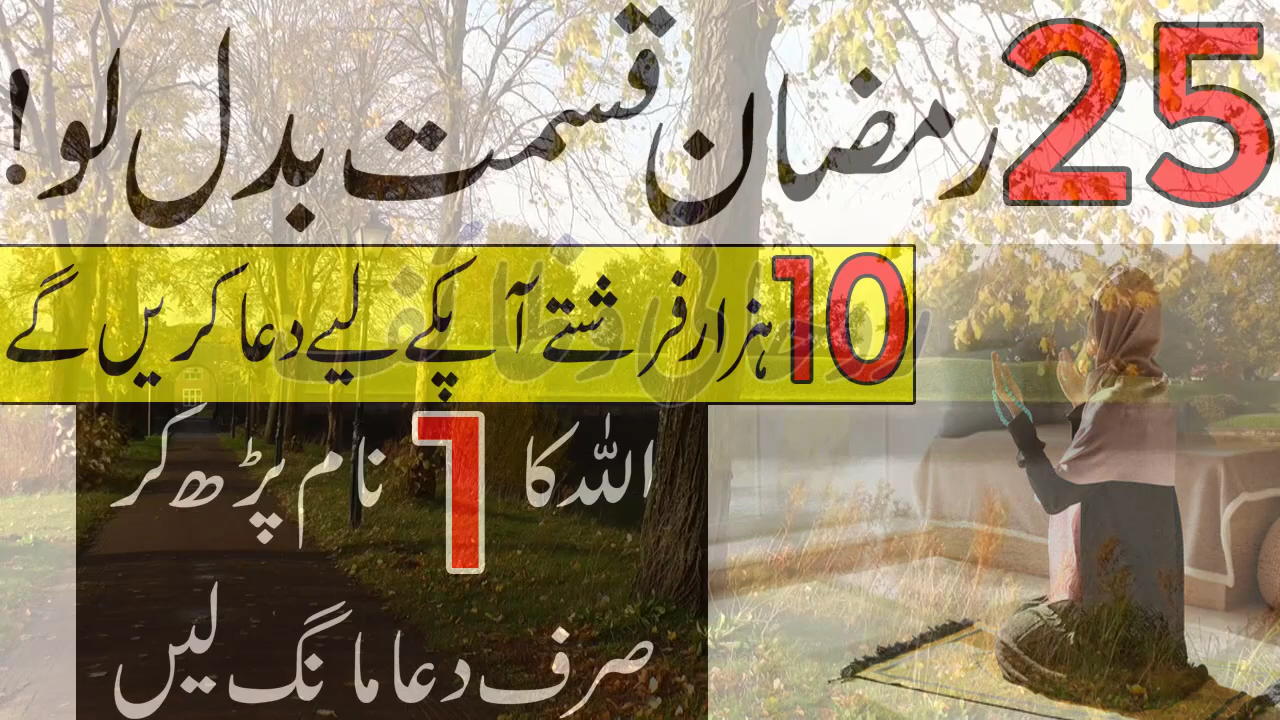 25 رمضان قسمت بدل لو!
10 ہزار فرشتے آپکے لیے دعا کریں گے
اللہ کا 1 نام پڑھ کر
صرف دعا مانگ لیں